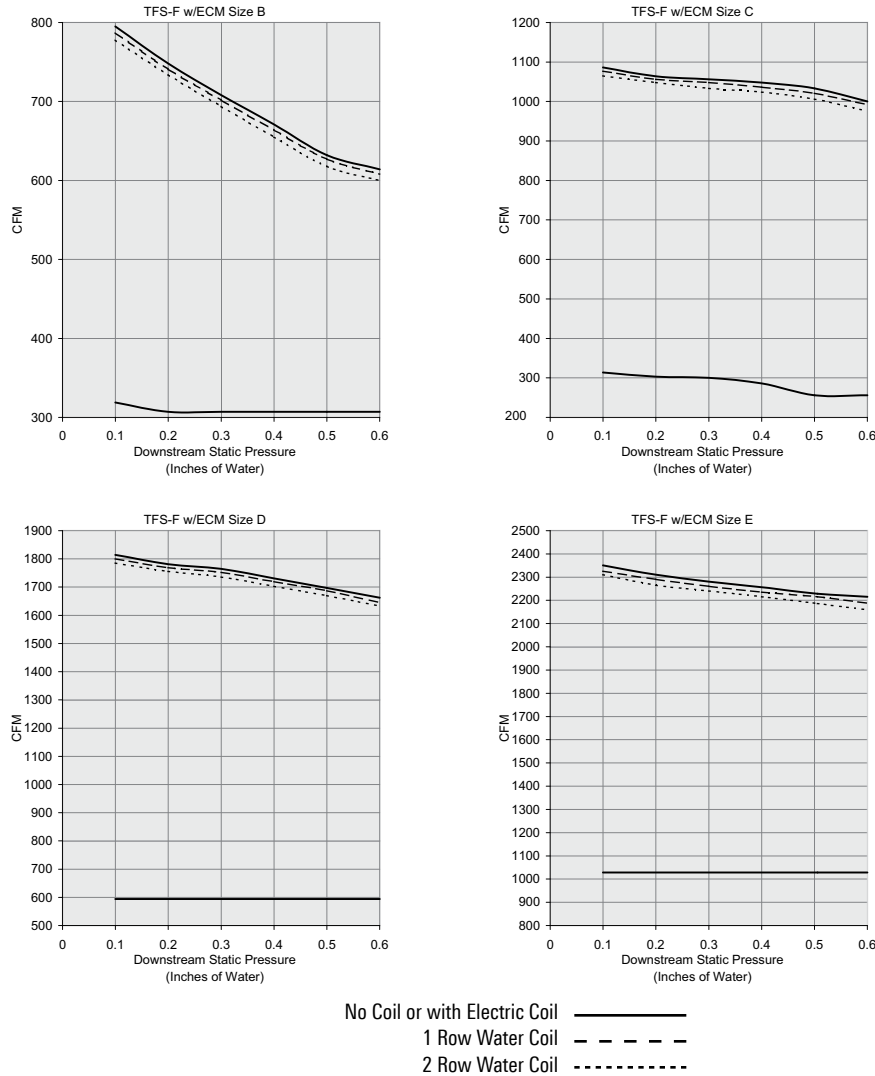 TFS-F w/ECM Size B
800
700
600
CFM
500
400
300
0 0.1 0.2 0.3 0.4 0.5 0.6
Downstream Static Pressure
(Inches of Water)
TFS-F w/ECM Size C
1200
1100
1000
900
800
CFM
700
600
500
400
300
200
0 0.1 0.2 0.3 0.4 0.5 0.6
Downstream Static Pressure
(Inches of Water)
TFS-F w/ECM Size D
1900
1800
1700
1600
1500
1400
1300
CFM
1200
1100
1000
900
800
700
600
500
0 0.1 0.2 0.3 0.4 0.5 0.6
Downstream Static Pressure
(Inches of Water)
TFS-F w/ECM Size E
2500
2400
2300
2200
2100
2000
1900
1800
CFM
1700
1600
1500
1400
1300
1200
1100
1000
900
800
0 0.1 0.2 0.3 0.4 0.5 0.6
Downstream Static Pressure
(Inches of Water)
No Coil or with Electric Coil
1 Row Water Coil
2 Row Water Coil